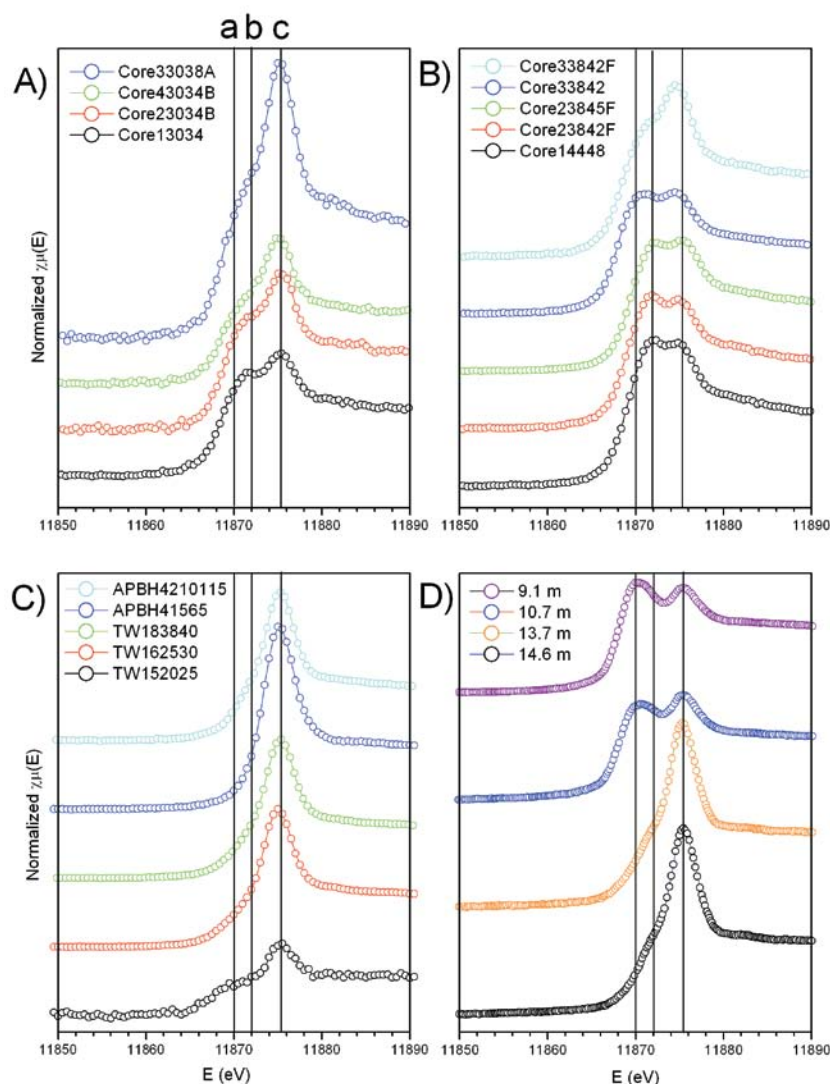 a b c
A)
Core33038A
Core43034B
Core23034B
Core13034
Normalized χμ(E)
11850 11860 11870 11880 11890
B)
Core33842F
Core33842
Core23845F
Core23842F
Core14448
11850 11860 11870 11880 11890
C)
APBH4210115
APBH41565
TW183840
TW162530
TW152025
Normalized χμ(E)
11850 11860 11870 11880 11890
E (eV)
D)
9.1 m
10.7 m
13.7 m
14.6 m
11850 11860 11870 11880 11890
E (eV)